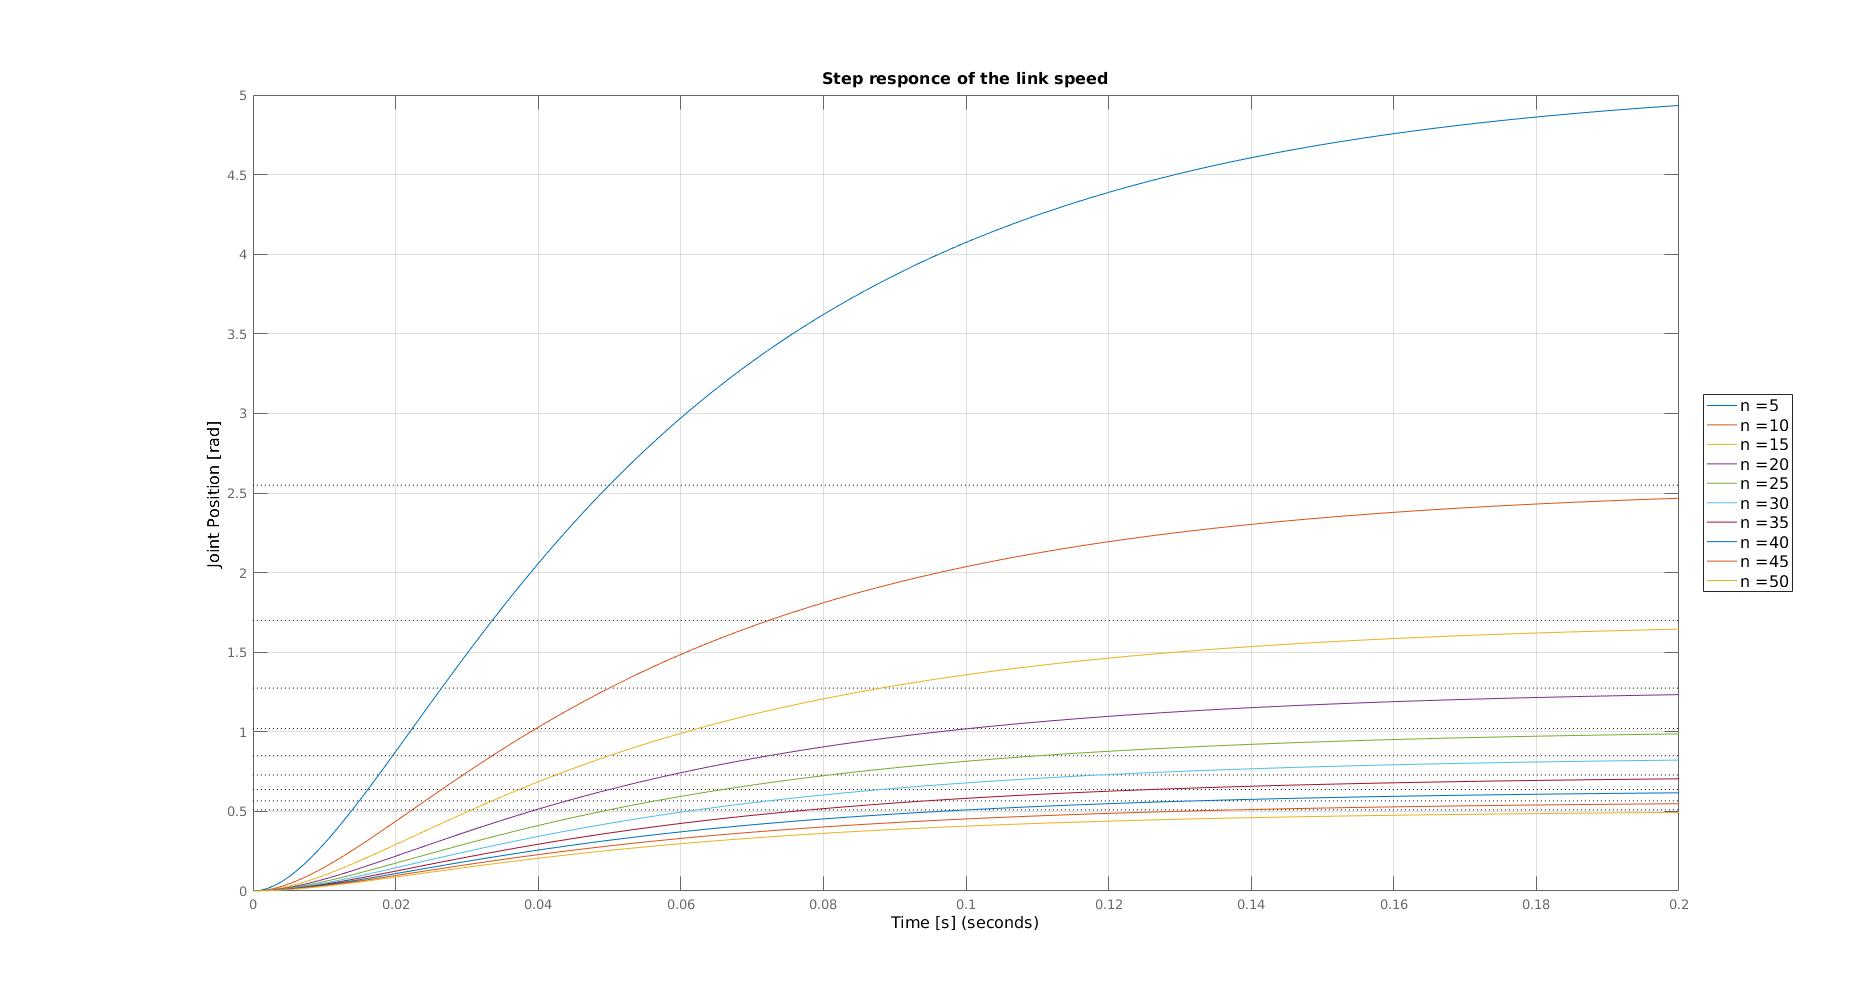 Step responce of the link speed
5
4.5
4
3.5
3
2.5
2
1.5
1
0.5
0
Joint Position [rad]
0 0.02 0.04 0.06 0.08 0.1 0.12 0.14 0.16 0.18 0.2
Time [s] (seconds)
n =5
n =10
n =15
n =20
n =25
n =30
n =35
n =40
n =45
n =50